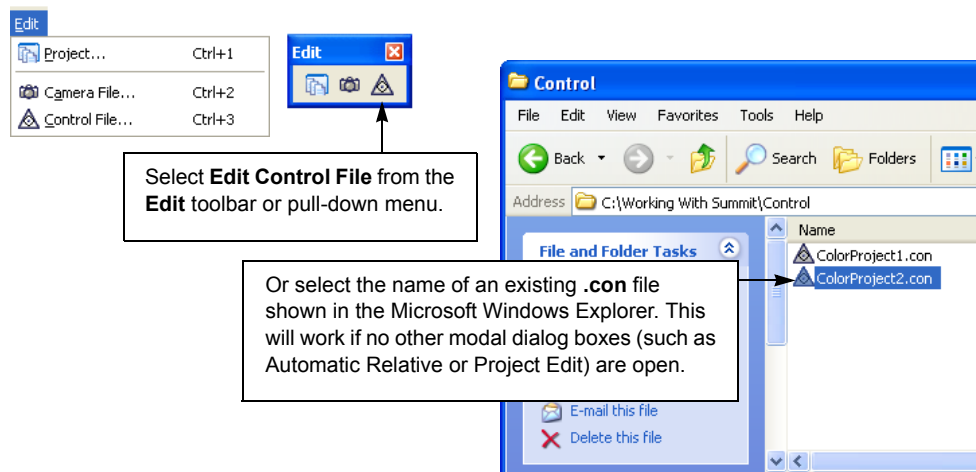 Edit
Project... Ctrl+1
Camera File... Ctrl+2
Control File... Ctrl+3
Edit
Select Edit Control File from the
Edit toolbar or pull-down menu.
Control
File Edit View Favorites Tools Help
Back Search Folders
Address C:\Working With Summit\Control
File and Folder Tasks
Name
ColorProject1.con
ColorProject2.con
Or select the name of an existing .con file
shown in the Microsoft Windows Explorer. This
will work if no other modal dialog boxes (such as
Automatic Relative or Project Edit) are open.
E-mail this file
Delete this file